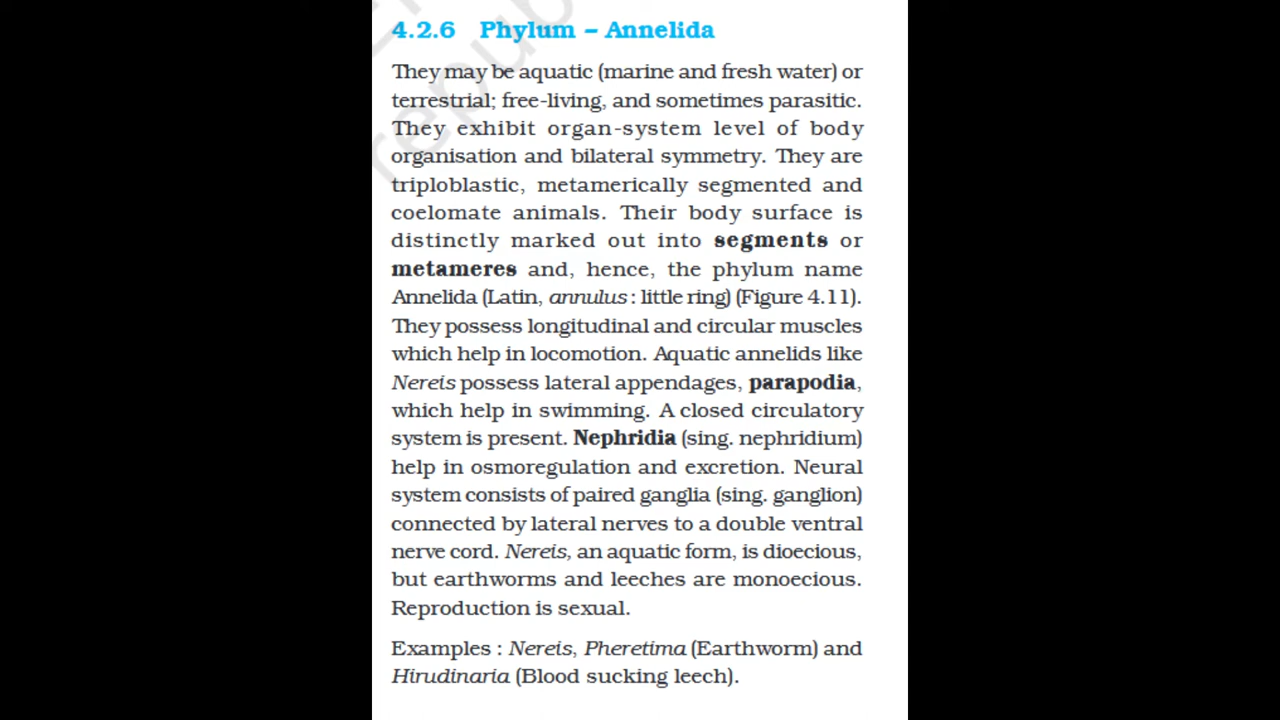 4.2.6 Phylum – Annelida
They may be aquatic (marine and fresh water) or
terrestrial; free-living, and sometimes parasitic.
They exhibit organ-system level of body
organisation and bilateral symmetry. They are
triploblastic, metamerically segmented and
coelomate animals. Their body surface is
distinctly marked out into segments or
metameres and, hence, the phylum name
Annelida (Latin, annulus : little ring) (Figure 4.11).
They possess longitudinal and circular muscles
which help in locomotion. Aquatic annelids like
Nereis possess lateral appendages, parapodia,
which help in swimming. A closed circulatory
system is present. Nephridia (sing. nephridium)
help in osmoregulation and excretion. Neural
system consists of paired ganglia (sing. ganglion)
connected by lateral nerves to a double ventral
nerve cord. Nereis, an aquatic form, is dioecious,
but earthworms and leeches are monoecious.
Reproduction is sexual.
Examples : Nereis, Pheretima (Earthworm) and
Hirudinaria (Blood sucking leech).